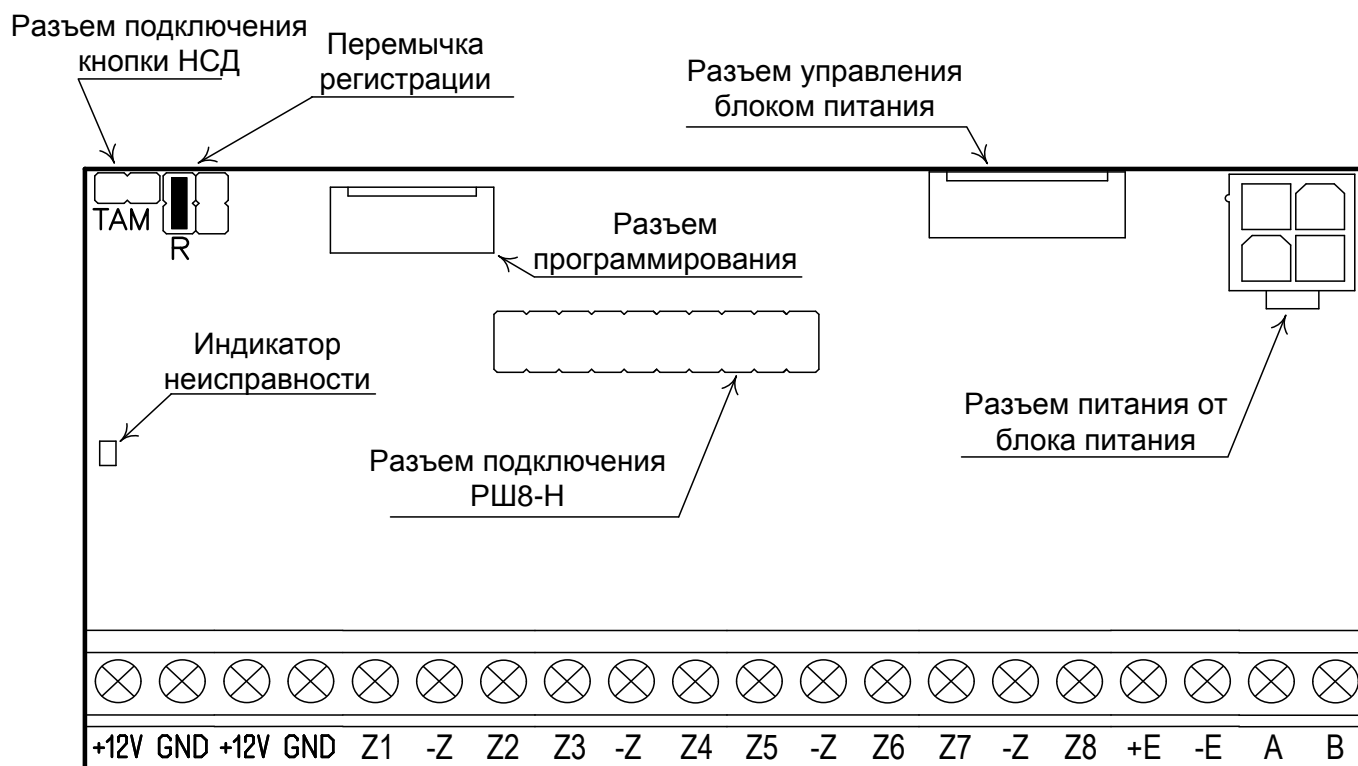 Разъем подключения
кнопки НСД
Перемычка
регистрации
Разъем управления
блоком питания
TAM
R
Разъем
программирования
Индикатор
неисправности
Разъем подключения
РШ8-Н
Разъем питания от
блока питания
+12V GND +12V GND Z1 -Z Z2 Z3 -Z Z4 Z5 -Z Z6 Z7 -Z Z8 +E -E A B